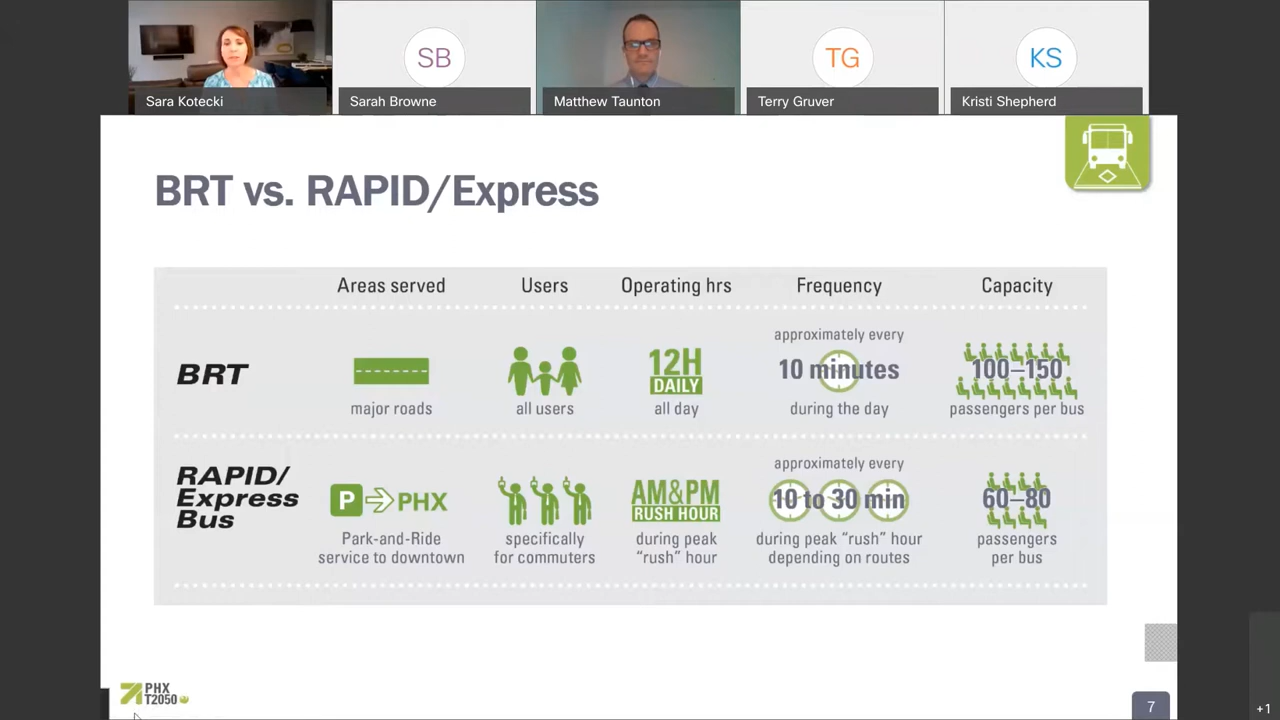 SB
TG
KS
Sara Kotecki
Sarah Browne
Matthew Taunton
Terry Gruver
Kristi Shepherd
BRT vs. RAPID/Express
Areas served
Users
Operating hrs
Frequency
Capacity
BRT
major roads
all users
12H
DAILY
all day
approximately every
10 minutes
during the day
100–150
passengers per bus
RAPID/
Express
Bus
P
PHX
Park-and-Ride
service to downtown
specifically
for commuters
AM&PM
RUSH HOUR
during peak
“rush” hour
approximately every
10 to 30 min
during peak “rush” hour
depending on routes
60–80
passengers
per bus
PHX
T2050
7
+1